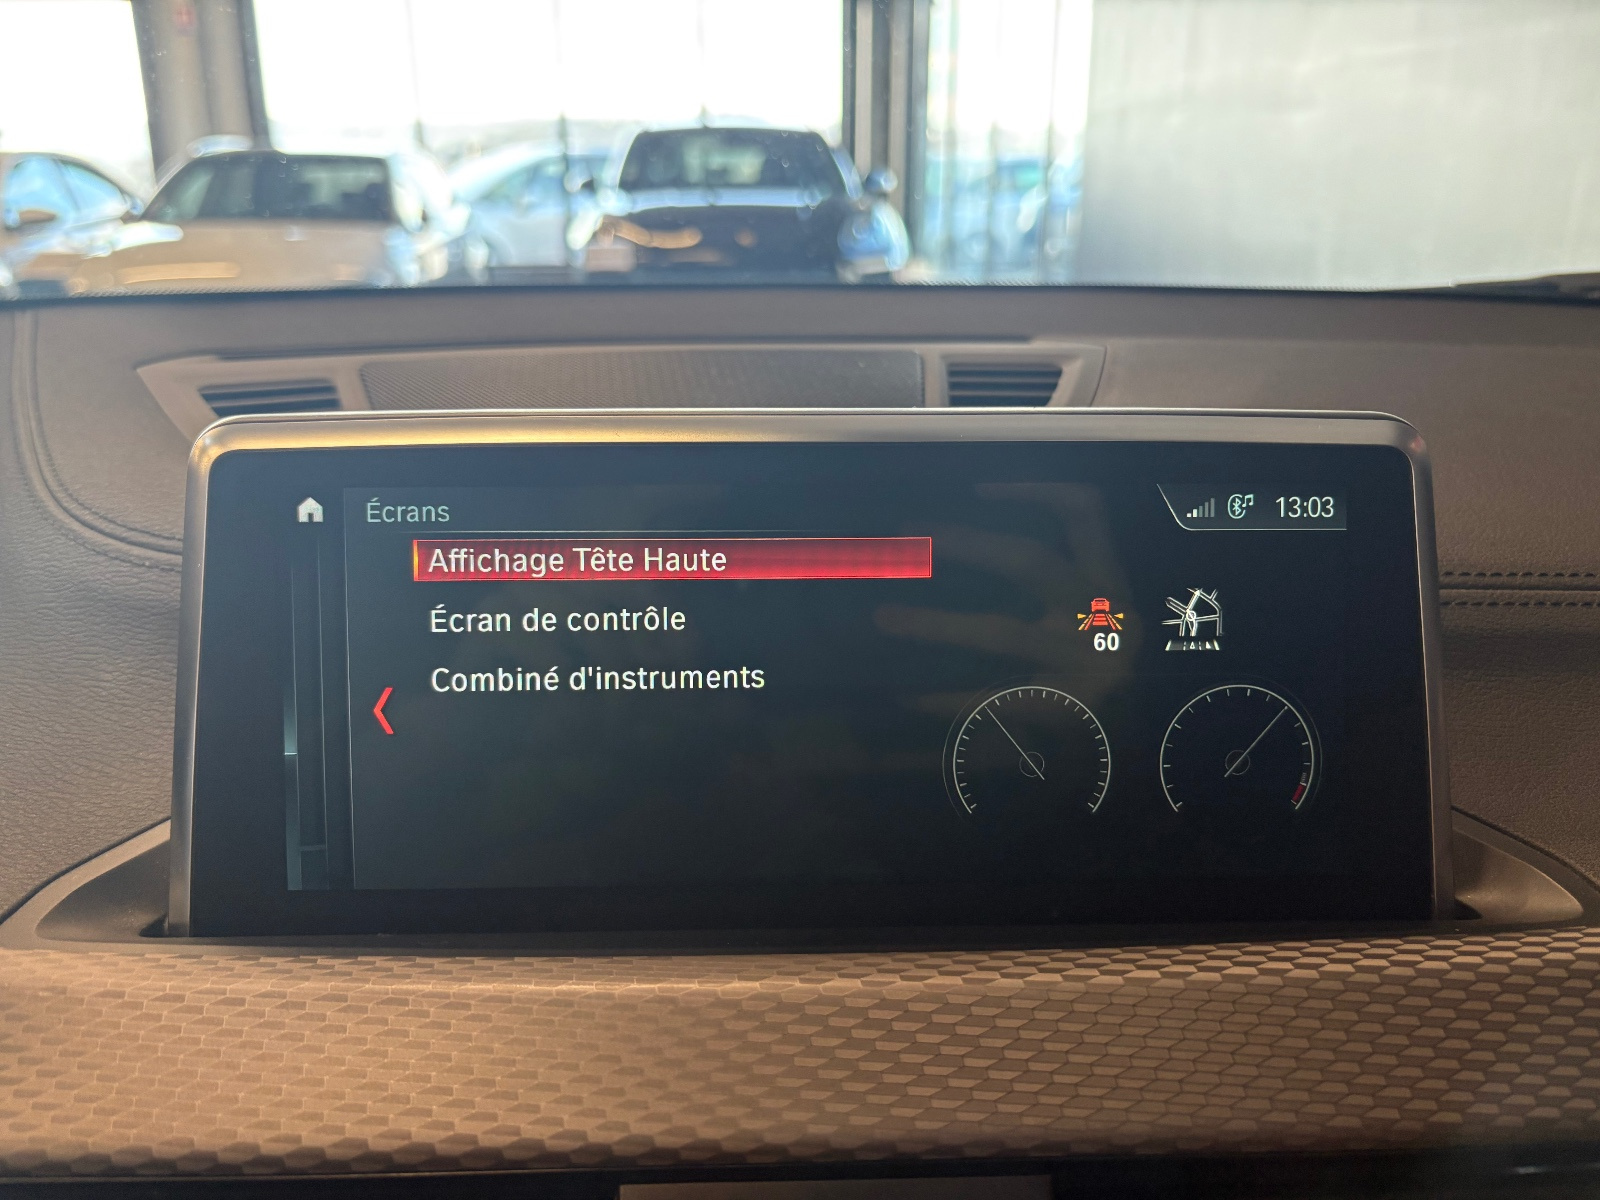 Écrans
13:03
Affichage Tête Haute
Écran de contrôle
60
Combiné d'instruments